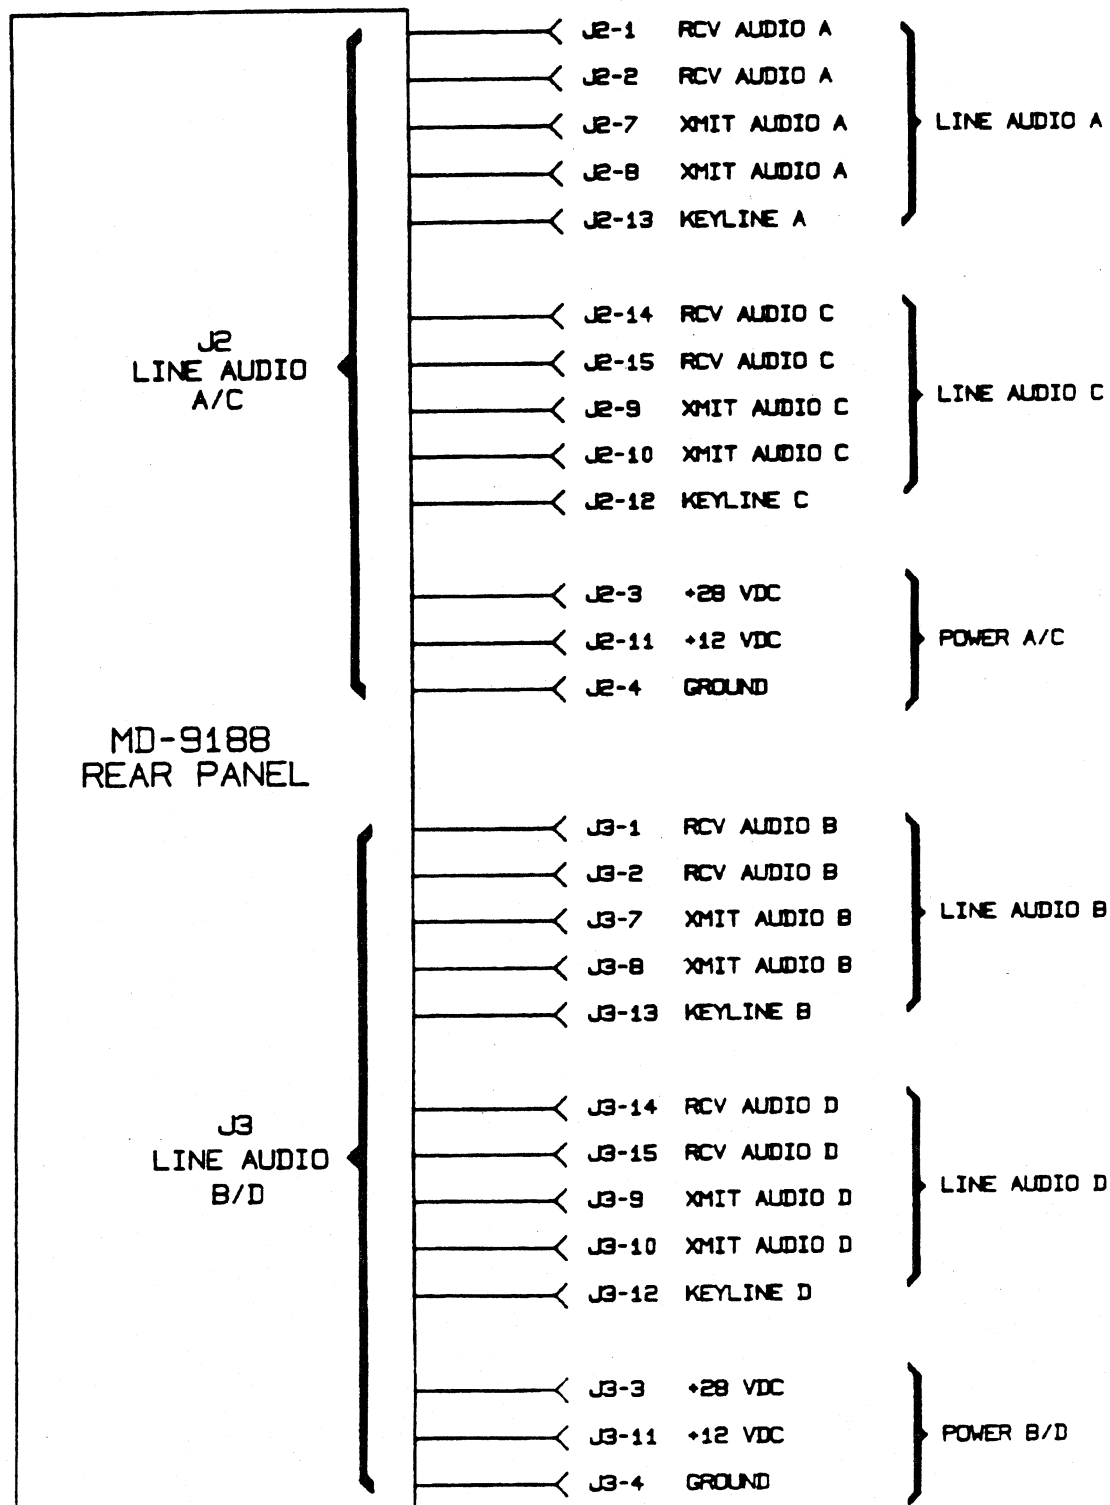 J2-1 RCV AUDIO A
J2-2 RCV AUDIO A
J2-7 XMIT AUDIO A
J2-8 XMIT AUDIO A
J2-13 KEYLINE A
LINE AUDIO A
J2-14 RCV AUDIO C
J2-15 RCV AUDIO C
J2-9 XMIT AUDIO C
J2-10 XMIT AUDIO C
J2-12 KEYLINE C
LINE AUDIO C
J2
LINE AUDIO
A/C
J2-3 +28 VDC
J2-11 +12 VDC
J2-4 GROUND
POWER A/C
MD-9188
REAR PANEL
J3-1 RCV AUDIO B
J3-2 RCV AUDIO B
J3-7 XMIT AUDIO B
J3-8 XMIT AUDIO B
J3-13 KEYLINE B
LINE AUDIO B
J3
LINE AUDIO
B/D
J3-14 RCV AUDIO D
J3-15 RCV AUDIO D
J3-9 XMIT AUDIO D
J3-10 XMIT AUDIO D
J3-12 KEYLINE D
LINE AUDIO D
J3-3 +28 VDC
J3-11 +12 VDC
J3-4 GROUND
POWER B/D